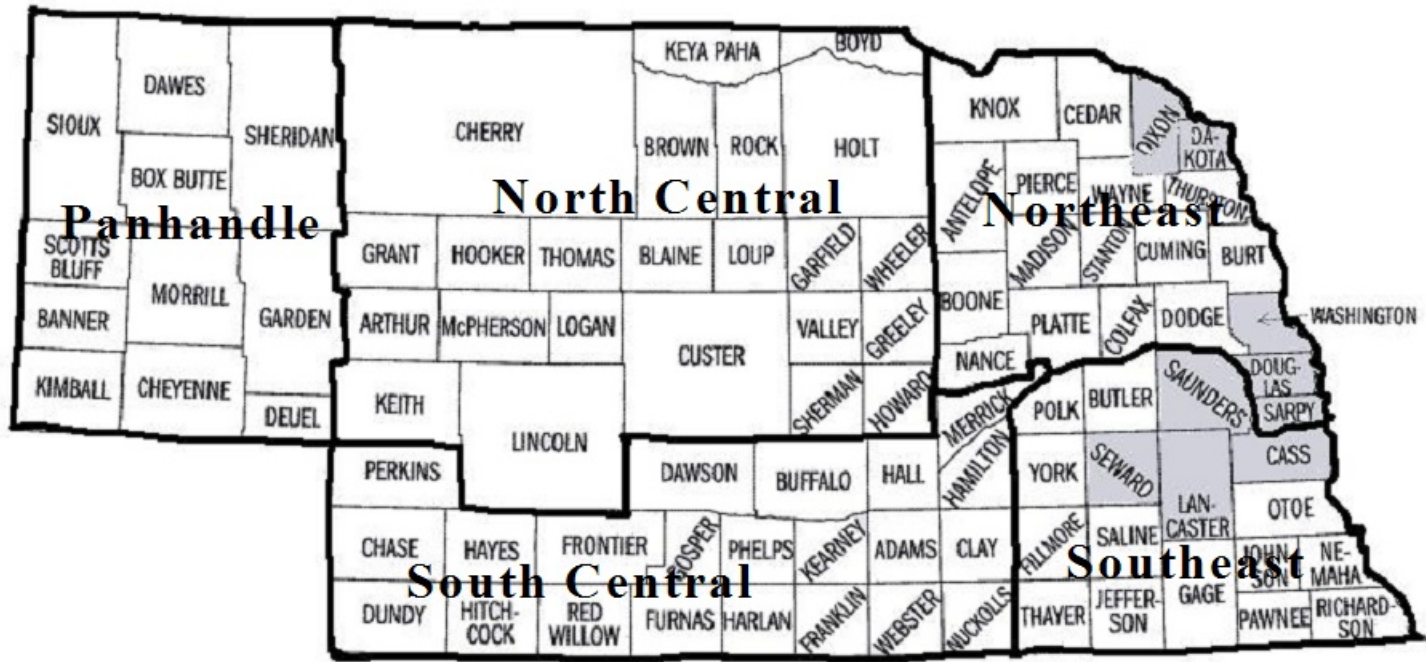 KEYA PAHA
BOYD
DAWES
SIOUX
SHERIDAN
CHERRY
BROWN
ROCK
HOLT
KNOX
CEDAR
DIXON
DA-
KOTA
BOX BUTTE
Panhandle
North Central
Northeast
ANTELOPE
PIERCE
WAYNE
THURSTON
SCOTTS
BLUFF
GRANT
HOOKER
THOMAS
BLAINE
LOUP
GARFIELD
WHEELER
MADISON
STANTON
CUMING
BURT
BANNER
MORRILL
GARDEN
ARTHUR
McPHERSON
LOGAN
CUSTER
VALLEY
GREELEY
BOONE
PLATTE
COLFAX
DODGE
WASHINGTON
KIMBALL
CHEYENNE
DEUEL
KEITH
LINCOLN
SHERMAN
HOWARD
NANCE
MERRICK
POLK
BUTLER
SAUNDERS
DOUG-
LAS
SARPY
PERKINS
DAWSON
BUFFALO
HALL
HAMILTON
YORK
SEWARD
LAN-
CASTER
CASS
OTOE
CHASE
HAYES
FRONTIER
GOSPER
PHELPS
KEARNEY
ADAMS
CLAY
FILLMORE
SALINE
South Central
Southeast
JOHN
SON
NE-
MAHA
DUNDY
HITCH-
COCK
RED
WILLOW
FURNAS
HARLAN
FRANKLIN
WEBSTER
NUCKOLLS
THAYER
JEFFER-
SON
GAGE
PAWNEE
RICHARD-
SON